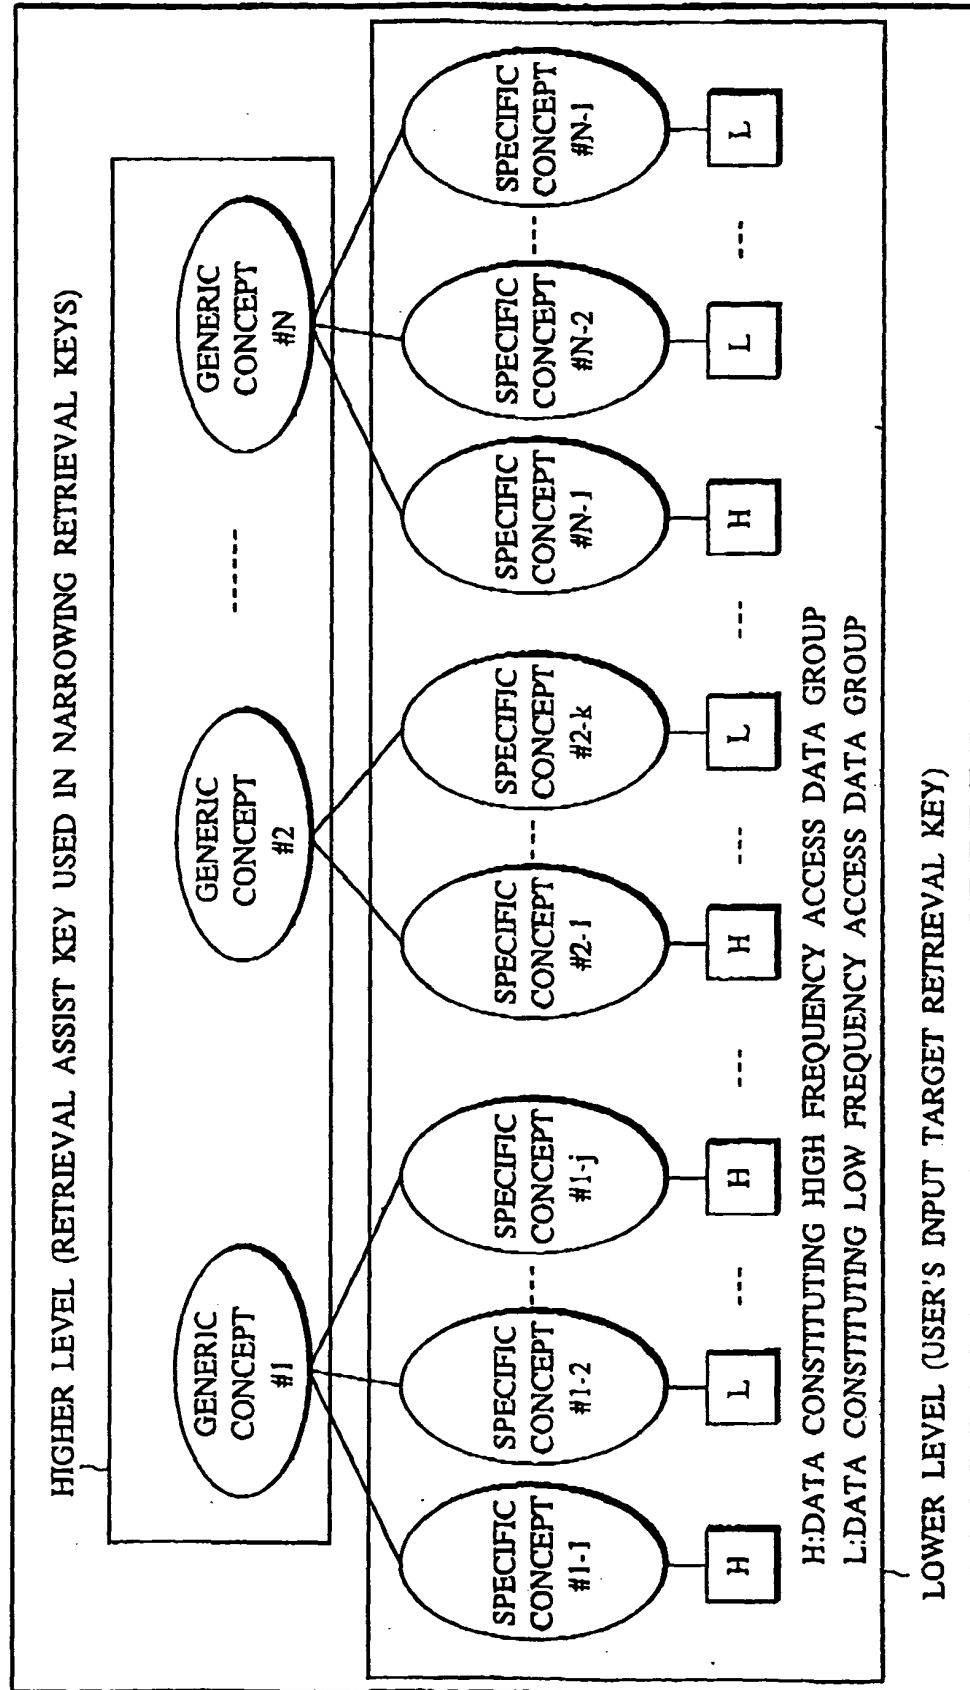 HIGHER LEVEL (RETRIEVAL ASSIST KEY USED IN NARROWING RETRIEVAL KEYS)
GENERIC
CONCEPT
#1
GENERIC
CONCEPT
#2
------
GENERIC
CONCEPT
#N
SPECIFIC
CONCEPT
#1-1
SPECIFIC
CONCEPT
#1-2
----
SPECIFIC
CONCEPT
#1-j
SPECIFIC
CONCEPT
#2-1
----
SPECIFIC
CONCEPT
#2-k
SPECIFIC
CONCEPT
#N-1
SPECIFIC
CONCEPT
#N-2
----
SPECIFIC
CONCEPT
#N-1
H
L
---
H
---
H
---
L
---
H
L
---
L
H:DATA CONSTITUTING HIGH FREQUENCY ACCESS DATA GROUP
L:DATA CONSTITUTING LOW FREQUENCY ACCESS DATA GROUP
LOWER LEVEL (USER'S INPUT TARGET RETRIEVAL KEY)